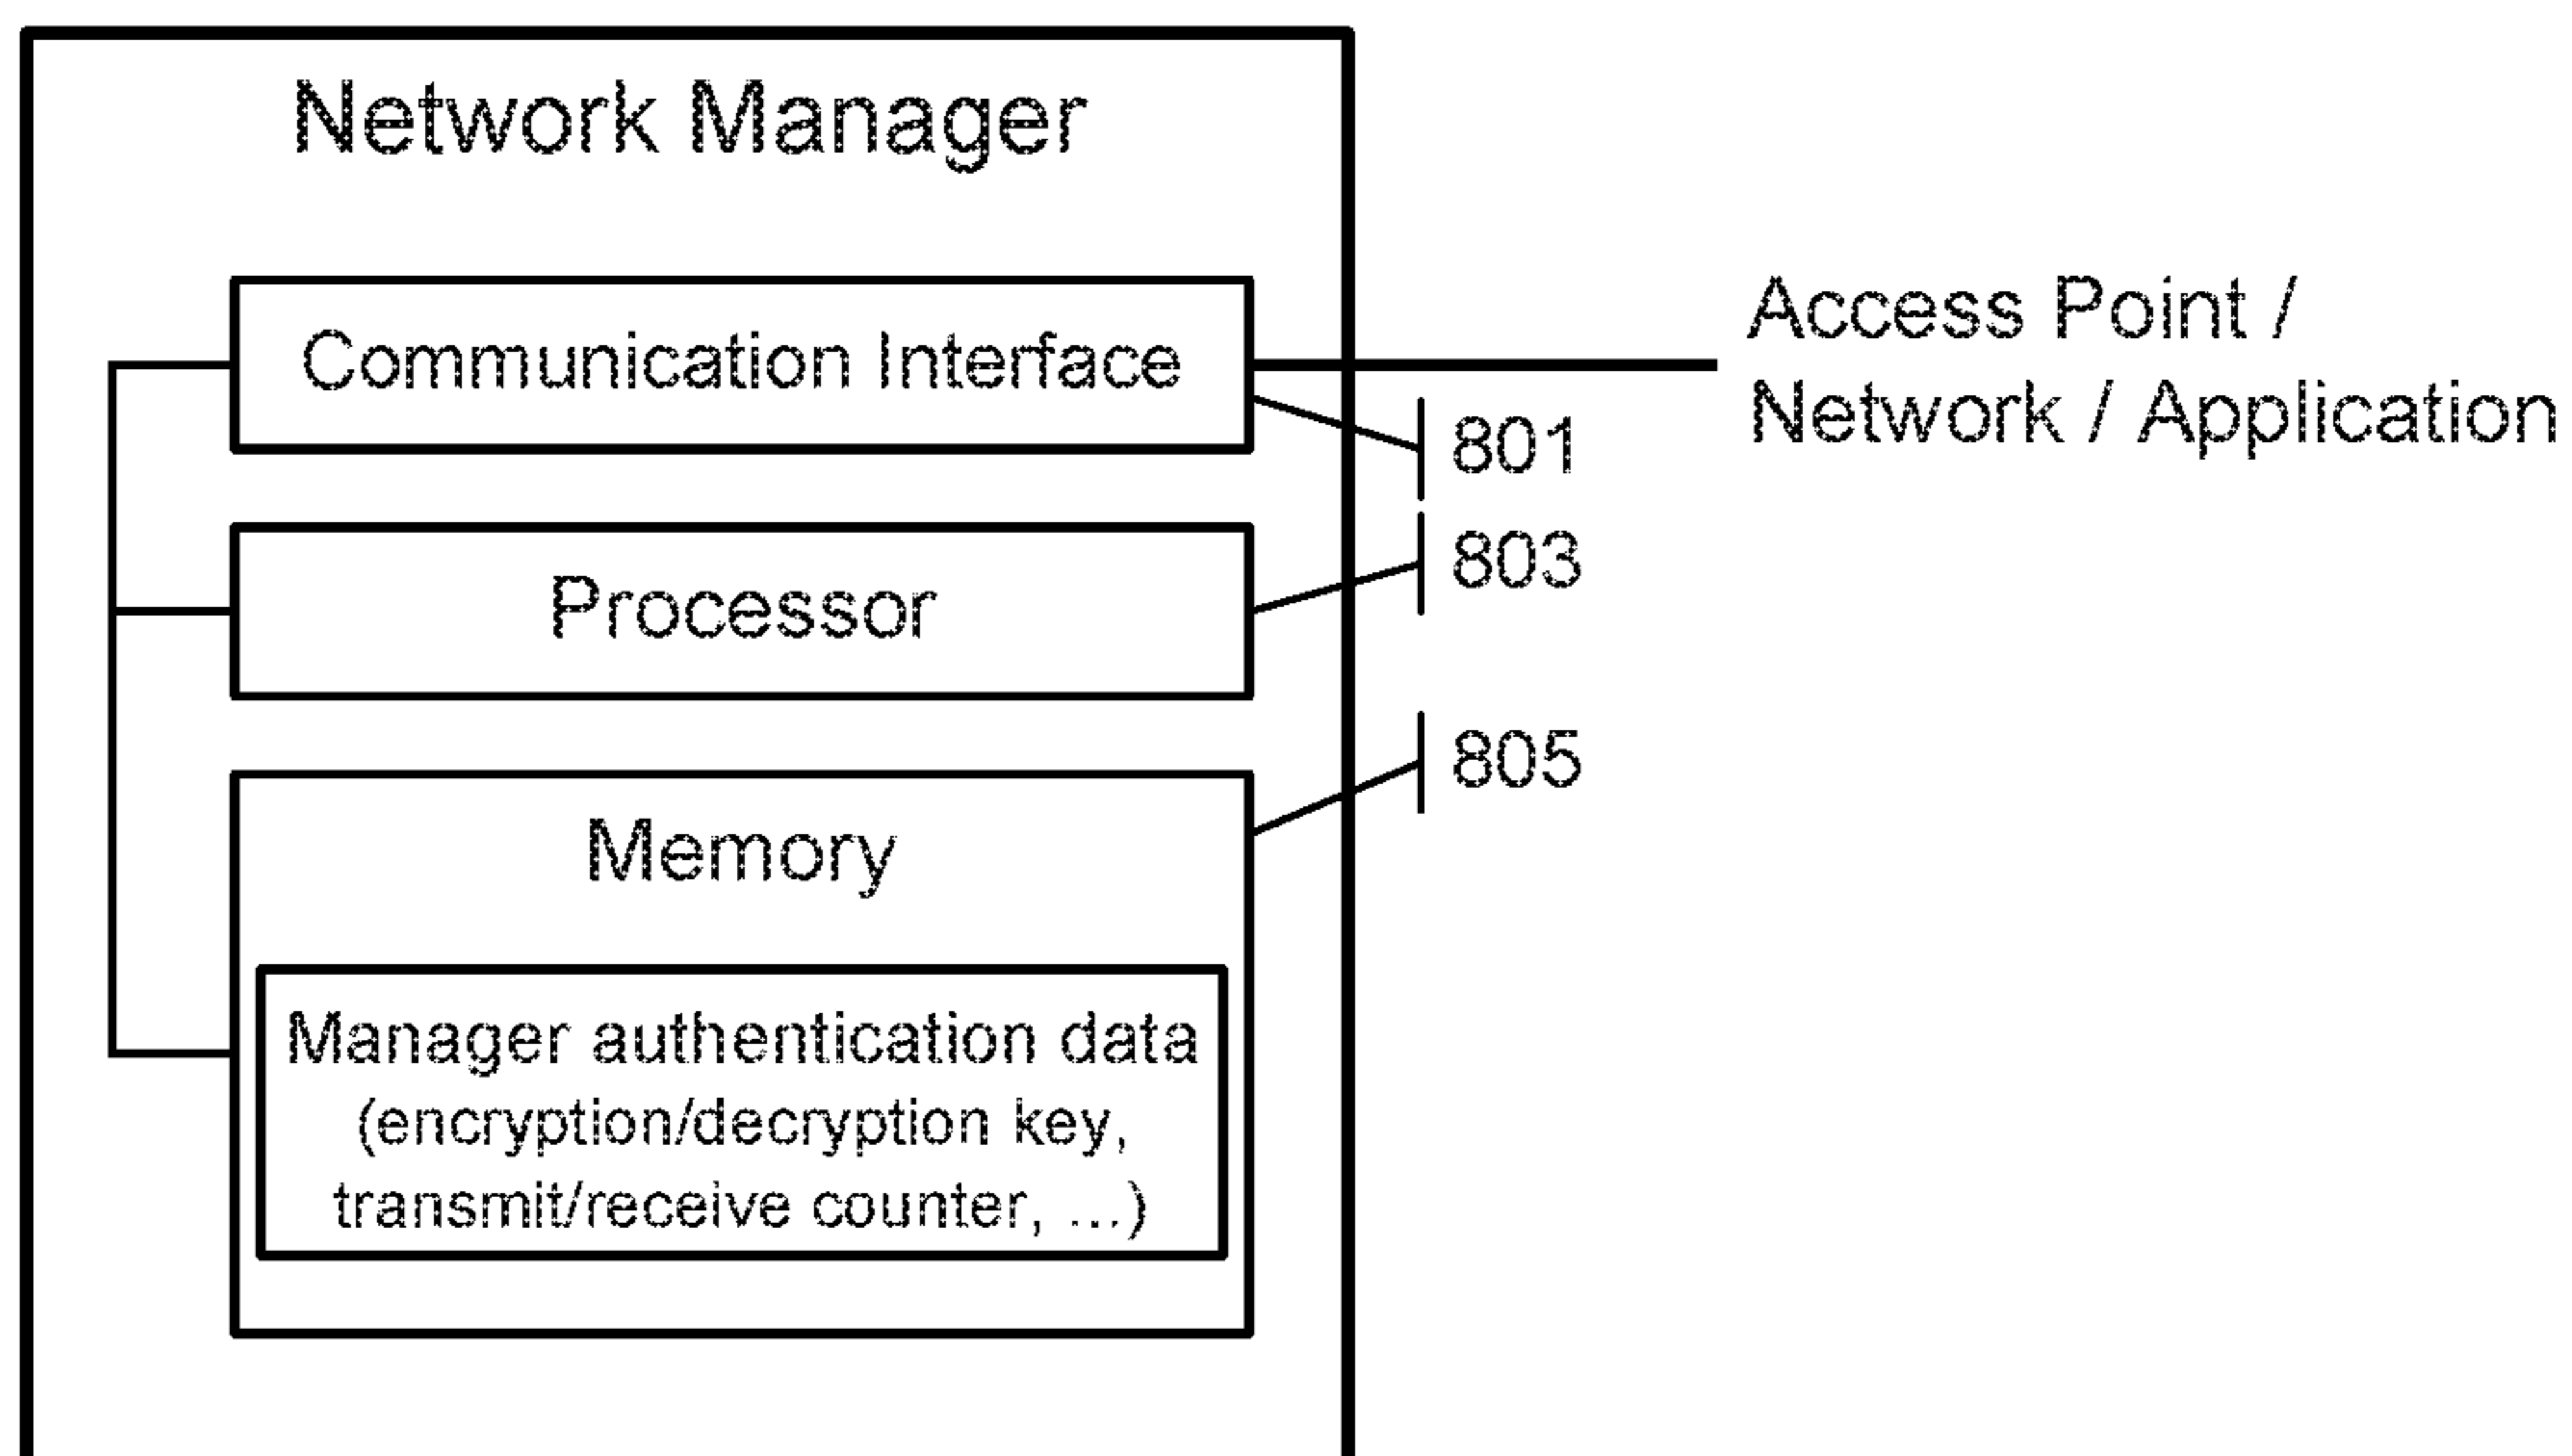 Network Manager
Communication Interface
Access Point /
Network / Application
801
803
Processor
805
Memory
Manager authentication data
(encryption/decryption key,
transmit/receive counter, ...)